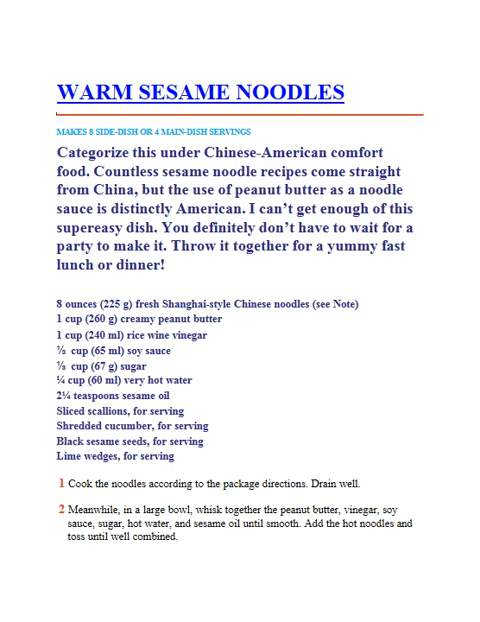 WARM SESAME NOODLES
MAKES 8 SIDE-DISH OR 4 MAIN-DISH SERVINGS
Categorize this under Chinese-American comfort
food. Countless sesame noodle recipes come straight
from China, but the use of peanut butter as a noodle
sauce is distinctly American. I can’t get enough of this
supereasy dish. You definitely don’t have to wait for a
party to make it. Throw it together for a yummy fast
lunch or dinner!
8 ounces (225 g) fresh Shanghai-style Chinese noodles (see Note)
1 cup (260 g) creamy peanut butter
1 cup (240 ml) rice wine vinegar
cup (65 ml) soy sauce
cup (67 g) sugar
¼ cup (60 ml) very hot water
2¼ teaspoons sesame oil
Sliced scallions, for serving
Shredded cucumber, for serving
Black sesame seeds, for serving
Lime wedges, for serving
1 Cook the noodles according to the package directions. Drain well.
2 Meanwhile, in a large bowl, whisk together the peanut butter, vinegar, soy
sauce, sugar, hot water, and sesame oil until smooth. Add the hot noodles and
toss until well combined.